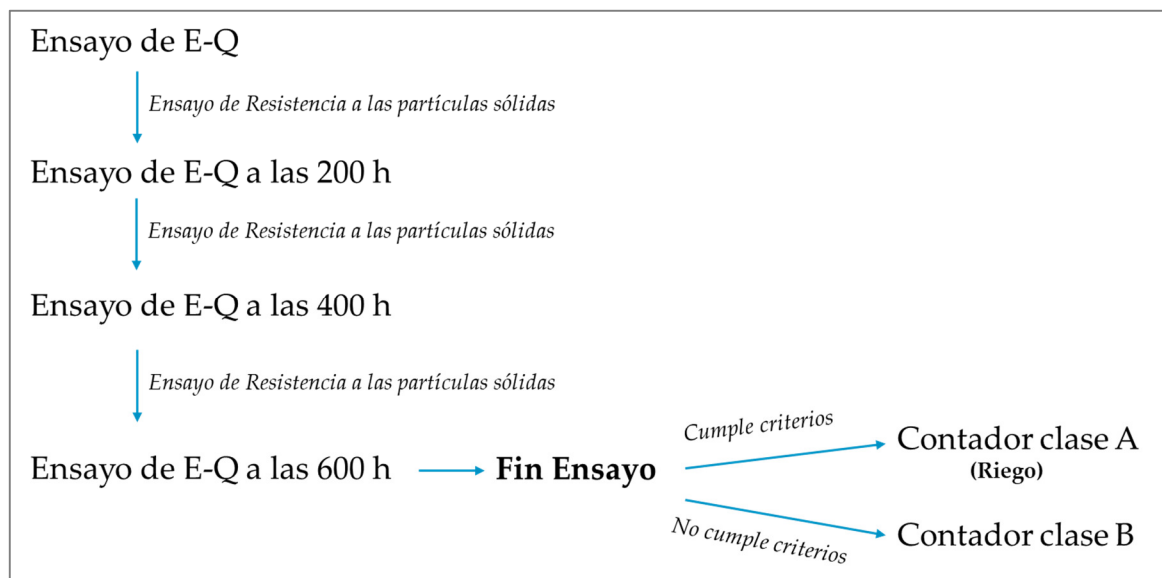 Ensayo de E-Q
Ensayo de Resistencia a las partículas sólidas
Ensayo de E-Q a las 200 h
Ensayo de Resistencia a las partículas sólidas
Ensayo de E-Q a las 400 h
Ensayo de Resistencia a las partículas sólidas
Ensayo de E-Q a las 600 h
Fin Ensayo
Cumple criterios
Contador clase A
(Riego)
No cumple criterios
Contador clase B